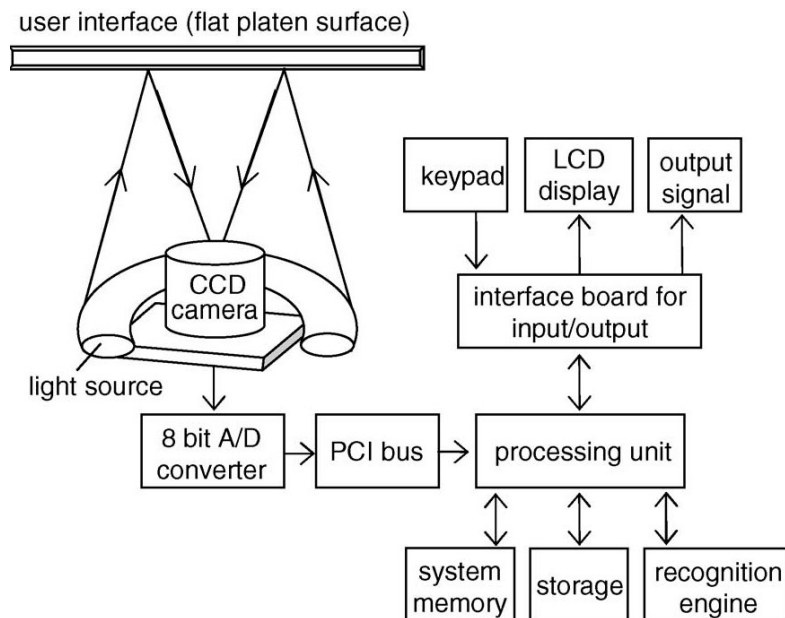 user interface (flat platen surface)
keypad
LCD
display
output
signal
CCD
camera
interface board for
input/output
light source
8 bit A/D
converter
PCI bus
processing unit
system
memory
storage
recognition
engine